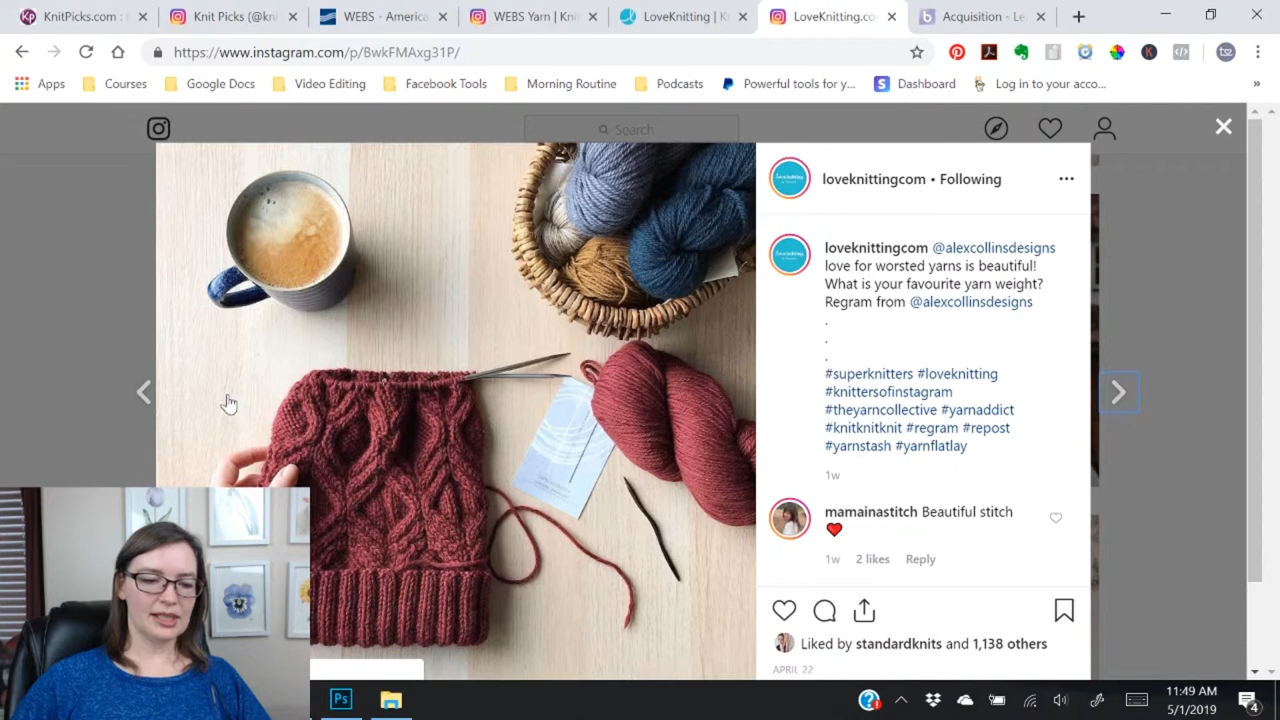 KnitPicks.com :
Knit Picks (@kni
WEBS - America
WEBS Yarn | Kni
LoveKnitting | K
LoveKnitting.co
Acquisition - Le
https://www.instagram.com/p/BwkFMAxg31P/
Apps
Courses
Google Docs
Video Editing
Facebook Tools
Morning Routine
Podcasts
Powerful tools for y...
Dashboard
Log in to your acco...
»
Search
loveknittingcom • Following
loveknittingcom @alexcollinsdesigns
love for worsted yarns is beautiful!
What is your favourite yarn weight?
Regram from @alexcollinsdesigns
.
.
.
#superknitters #loveknitting
#knittersofinstagram
#theyarncollective #yarnaddict
#knitknitknit #regram #repost
#yarnstash #yarnflatlay
1w
mamainastitch Beautiful stitch
1w 2 likes Reply
Liked by standardknits and 1,138 others
APRIL 22
Ps
11:49 AM
5/1/2019
4